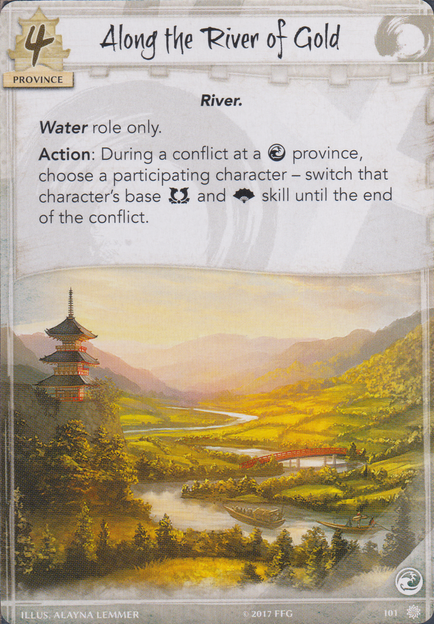 4
Along the River of Gold
PROVINCE
River.
Water role only.
Action: During a conflict at a province,
choose a participating character – switch that
character's base and skill until the end
of the conflict.
ILLUS. ALAYNA LEMMER
©2017 FFG
101